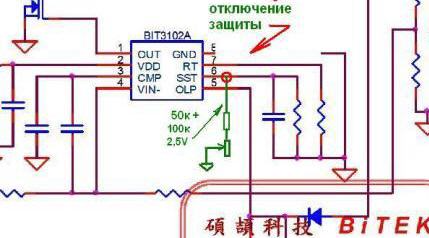 отключение
защиты
BIT3102A
1 OUT GND 8
2 VDD RT 7
3 CMP SST 6
4 VIN- OLP 5
50к +
100к
2,5V
碩頡科技 BiTEK